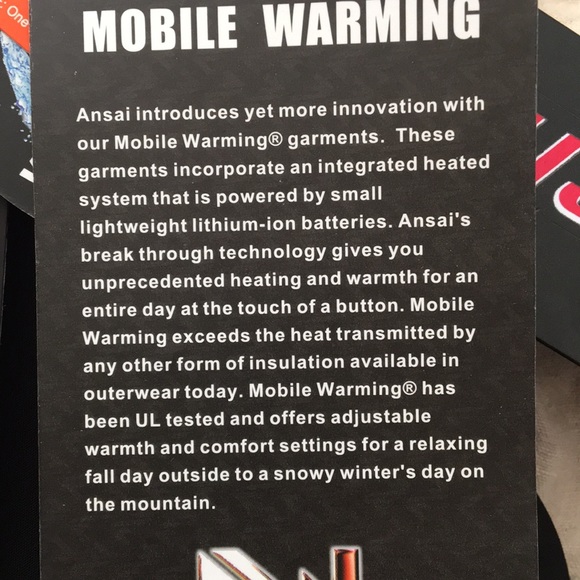 : One
MOBILE WARMING
Ansai introduces yet more innovation with
our Mobile Warming® garments. These
garments incorporate an integrated heated
system that is powered by small
lightweight lithium-ion batteries. Ansai's
break through technology gives you
unprecedented heating and warmth for an
entire day at the touch of a button. Mobile
Warming exceeds the heat transmitted by
any other form of insulation available in
outerwear today. Mobile Warming® has
been UL tested and offers adjustable
warmth and comfort settings for a relaxing
fall day outside to a snowy winter's day on
the mountain.